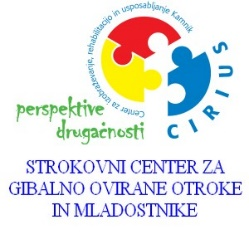 Center za izobraževanje, rehabilitacijo in usposabljanje Kamnik
CIRIUS
perspektive
drugačnosti
STROKOVNI CENTER ZA
GIBALNO OVIRANE OTROKE
IN MLADOSTNIKE